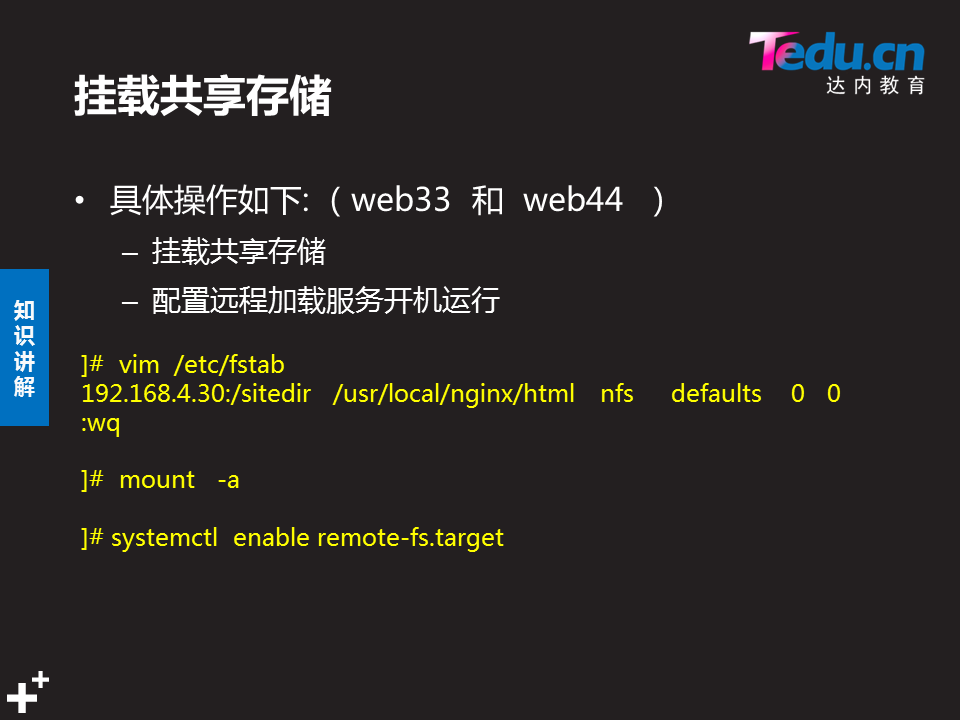 Tedu.cn
达内教育
挂载共享存储
• 具体操作如下:（web33 和 web44 ）
– 挂载共享存储
– 配置远程加载服务开机运行
知识讲解
]# vim /etc/fstab
192.168.4.30:/sitedir /usr/local/nginx/html nfs defaults 0 0
:wq
]# mount -a
]# systemctl enable remote-fs.target